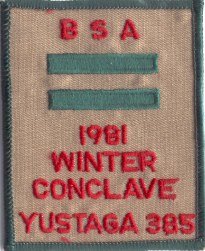 BSA
1981
WINTER
CONCLAVE
YUSTAGA 385